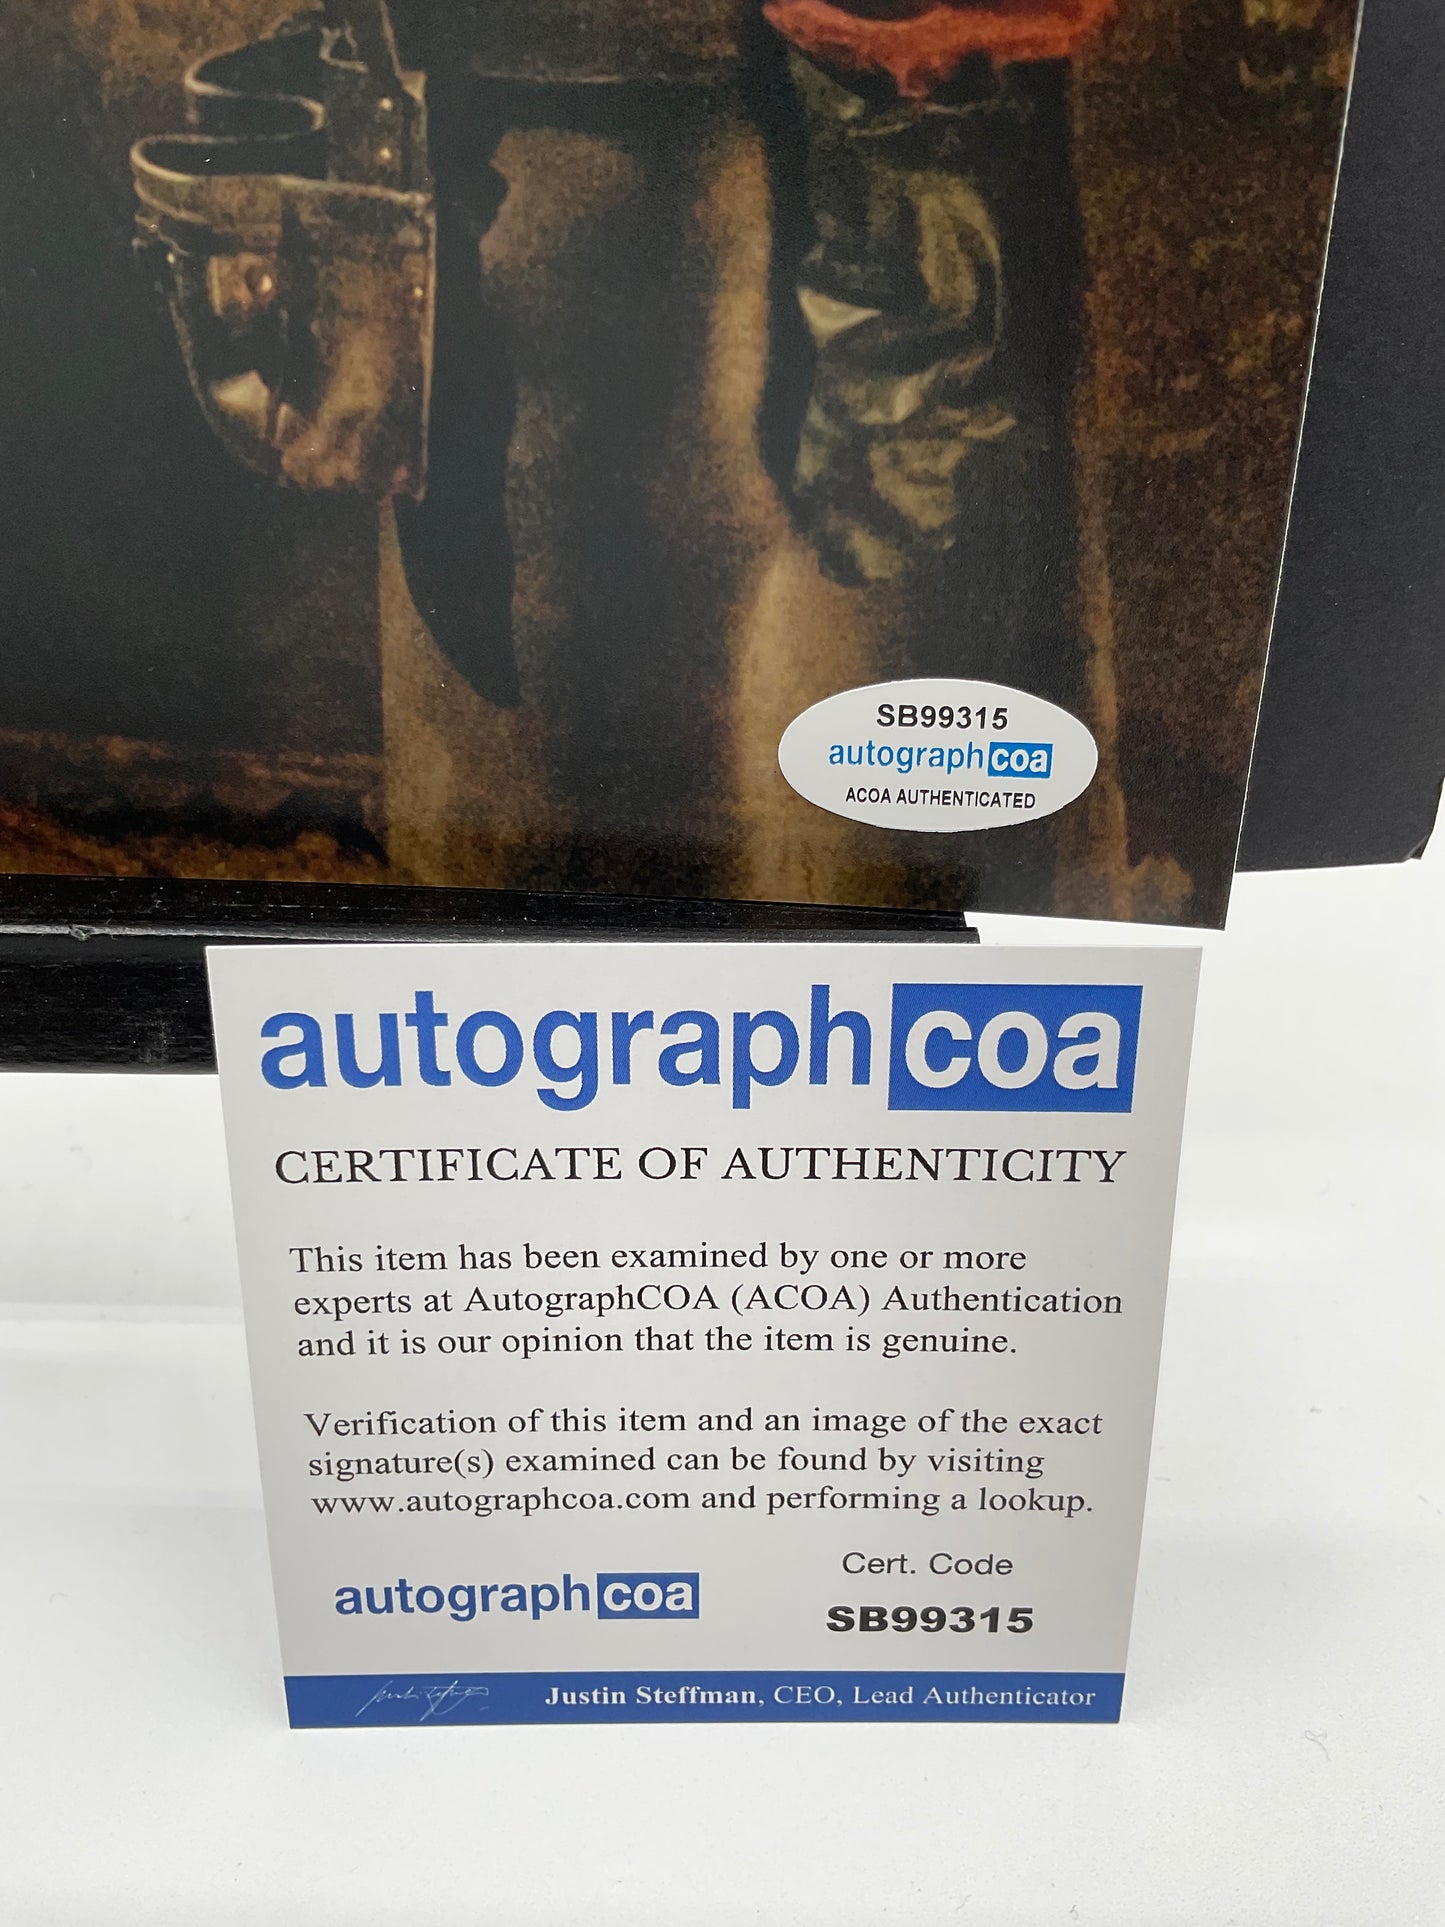 SB99315
autographcoa
ACOA AUTHENTICATED
autographcoa
CERTIFICATE OF AUTHENTICITY
This item has been examined by one or more
experts at AutographCOA (ACOA) Authentication
and it is our opinion that the item is genuine.
Verification of this item and an image of the exact
signature(s) examined can be found by visiting
www.autographcoa.com and performing a lookup.
Cert. Code
autographcoa
SB99315
Justin Steffman, CEO, Lead Authenticator